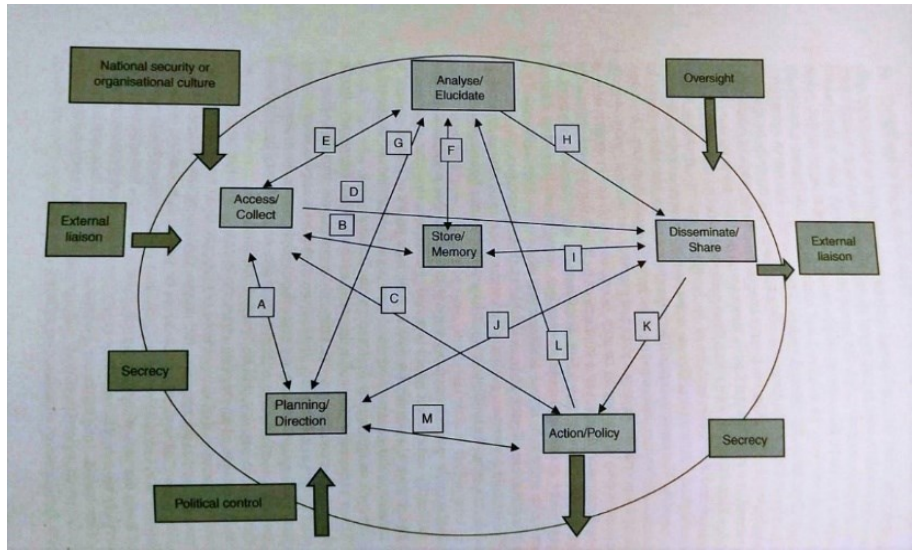 National security or
organisational culture
Analyse/
Elucidate
Oversight
E
G
F
H
Access/
Collect
D
B
External
liaison
Store/
Memory
I
Disseminate/
Share
External
liaison
A
C
J
L
K
Secrecy
Planning/
Direction
M
Action/Policy
Secrecy
Political control